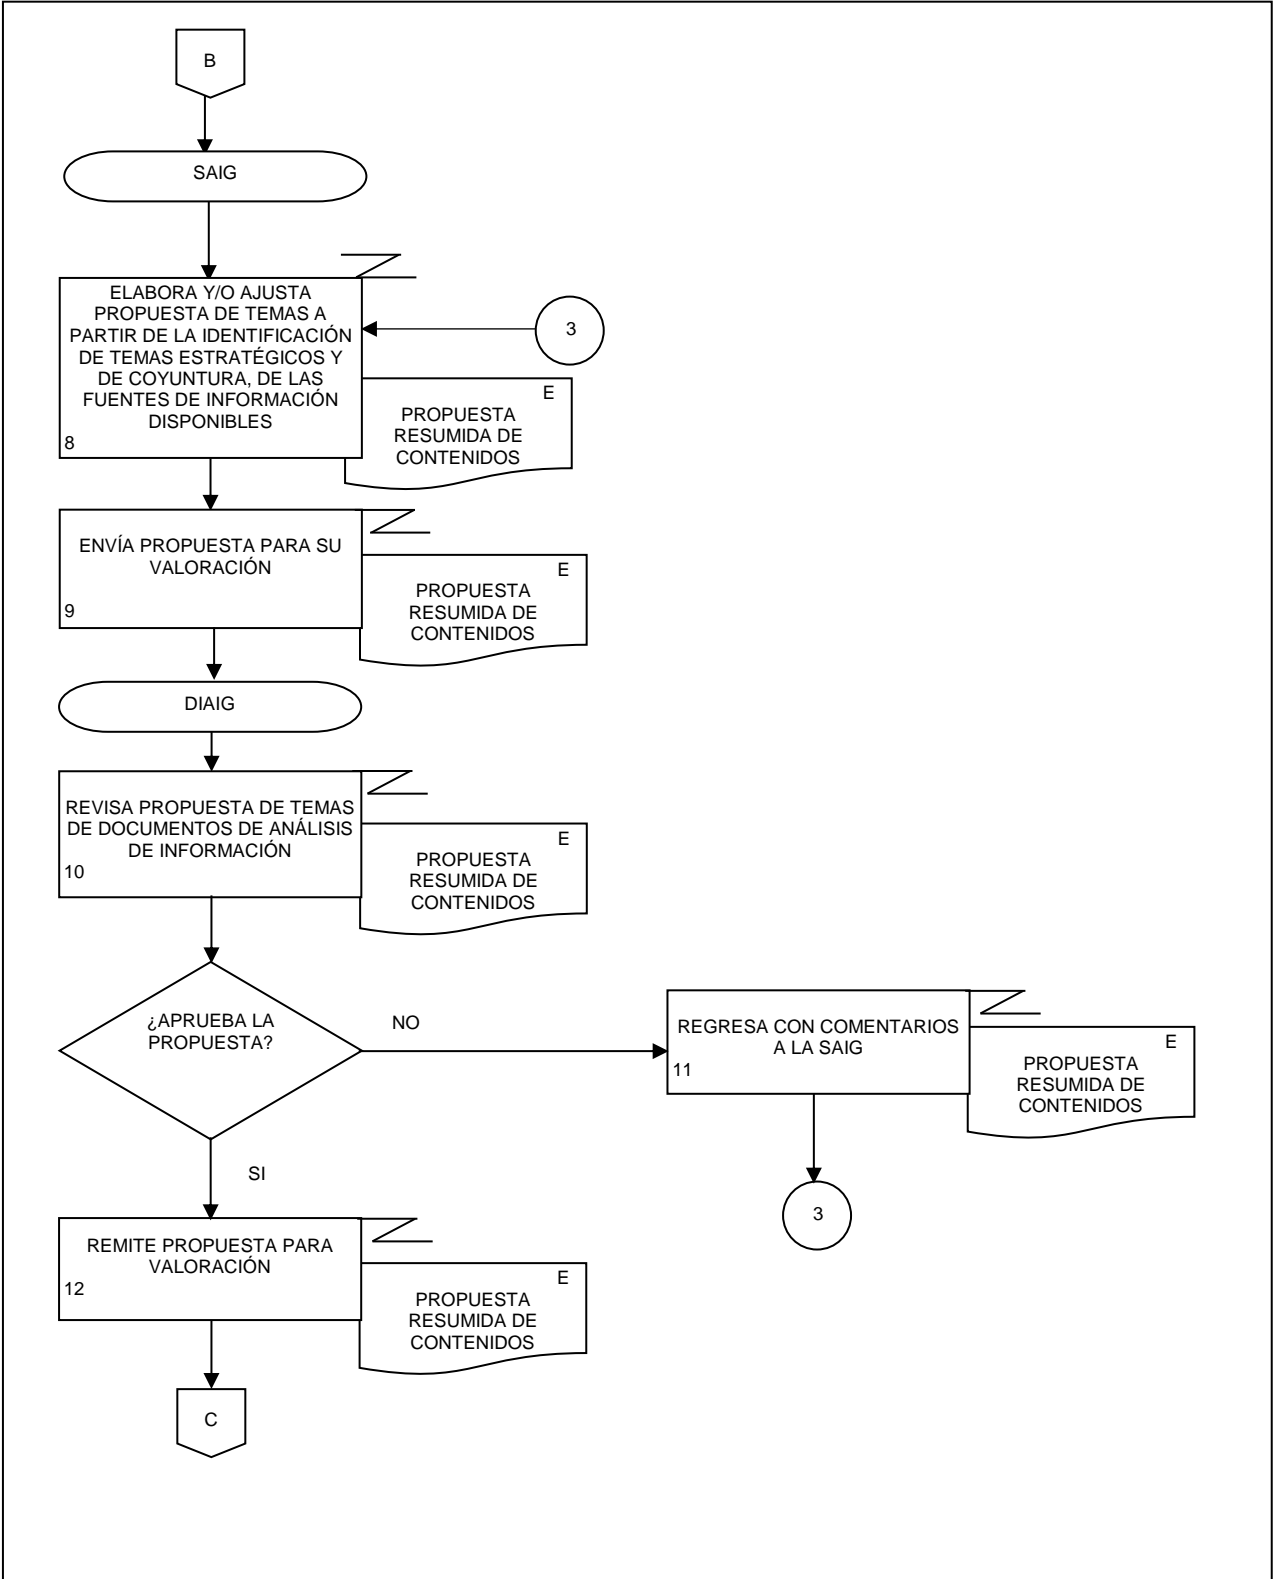 B
SAIG
ELABORA Y/O AJUSTA
PROPUESTA DE TEMAS A
PARTIR DE LA IDENTIFICACIÓN
DE TEMAS ESTRATÉGICOS Y
DE COYUNTURA, DE LAS
FUENTES DE INFORMACIÓN
DISPONIBLES
8
3
E
PROPUESTA
RESUMIDA DE
CONTENIDOS
ENVÍA PROPUESTA PARA SU
VALORACIÓN
9
E
PROPUESTA
RESUMIDA DE
CONTENIDOS
DIAIG
REVISA PROPUESTA DE TEMAS
DE DOCUMENTOS DE ANÁLISIS
DE INFORMACIÓN
10
E
PROPUESTA
RESUMIDA DE
CONTENIDOS
¿APRUEBA LA
PROPUESTA?
NO
REGRESA CON COMENTARIOS
A LA SAIG
11
E
PROPUESTA
RESUMIDA DE
CONTENIDOS
3
SI
REMITE PROPUESTA PARA
VALORACIÓN
12
E
PROPUESTA
RESUMIDA DE
CONTENIDOS
C